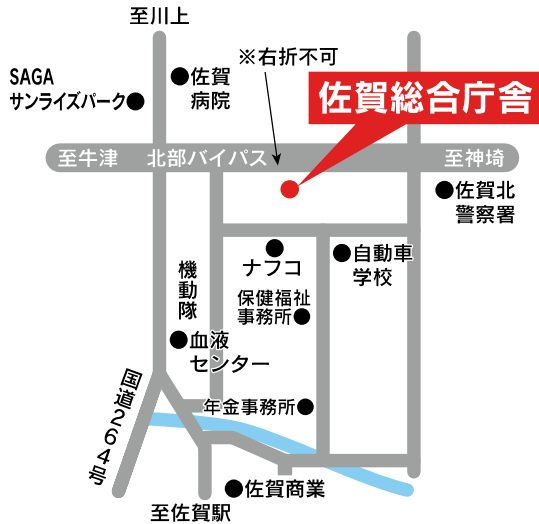 至川上
※右折不可
SAGA
サンライズパーク
佐賀
病院
佐賀総合庁舎
至牛津
北部バイパス
至神埼
佐賀北
警察署
ナフコ
自動車
学校
機動隊
保健福祉
事務所
血液
センター
年金事務所
国道264号
佐賀商業
至佐賀駅